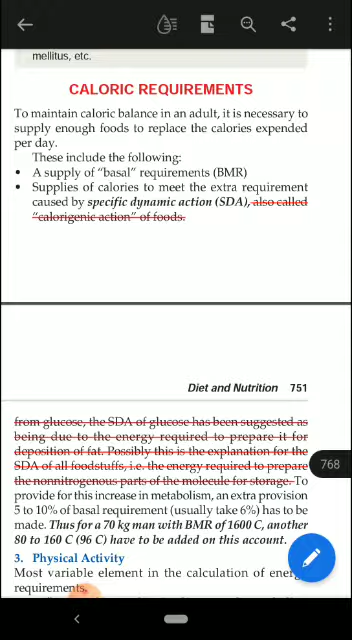 mellitus, etc.
CALORIC REQUIREMENTS
To maintain caloric balance in an adult, it is necessary to
supply enough foods to replace the calories expended
per day.
These include the following:
• A supply of "basal" requirements (BMR)
• Supplies of calories to meet the extra requirement
caused by specific dynamic action (SDA), also called
"calorigenic action" of foods.
Diet and Nutrition 751
from glucose, the SDA of glucose has been suggested as
being due to the energy required to prepare it for
deposition of fat. Possibly this is the explanation for the
SDA of all foodstuffs, i.e. the energy required to prepare
the nonnitrogenous parts of the molecule for storage. To
provide for this increase in metabolism, an extra provision
5 to 10% of basal requirement (usually take 6%) has to be
made. Thus for a 70 kg man with BMR of 1600 C, another
80 to 160 C (96 C) have to be added on this account.
768
3. Physical Activity
Most variable element in the calculation of
requirements.